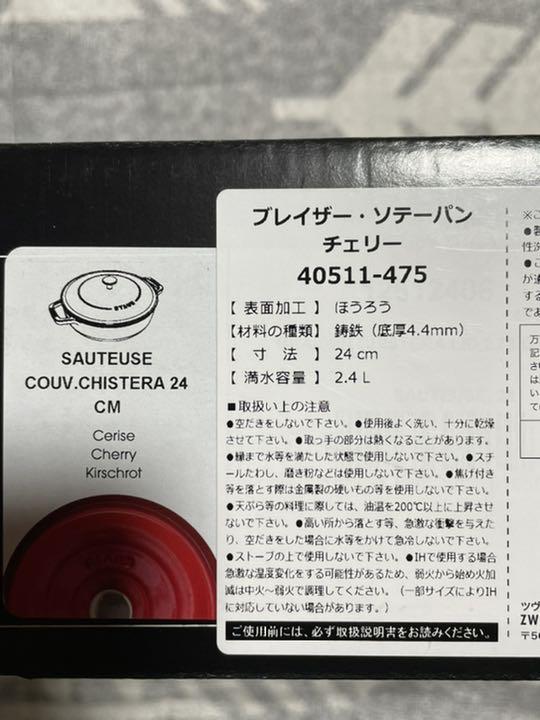 SAUTEUSE
COUV.CHISTERA 24
CM
Cerise
Cherry
Kirschrot
ブレイザー・ソテーパン
チェリー
40511-475
【 表面加工 】 ほうろう
【 材料の種類 】 鋳鉄（底厚4.4mm）
【 寸 法 】 24 cm
【 満水容量 】 2.4 L
■取扱い上の注意
●空だきをしないで下さい。●使用後よく洗い、十分に乾燥
させて下さい。●取っ手の部分は熱くなることがあります。
●縁まで水等を満たした状態で使用しないで下さい。●スチ
ールたわし、磨き粉などは使用しないで下さい。●焦げ付き
等を落とす際は金属製の硬いもの等を使用しないで下さい。
●天ぷら等の料理に際しては、油温を200℃以上に上昇させ
ないで下さい。●高い所から落とす等、急激な衝撃を与えた
り、空だきをした場合に水等をかけて急冷しないで下さい。
●ストーブの上で使用しないで下さい。●IHで使用する場合
急激な温度変化をする可能性があるため、弱火から始め火加
減は中火～弱火で調理してください。（一部サイズによりIH
に対応していない場合があります。）
ご使用前には、必ず取扱説明書をお読みください。
ツヴ
ZW